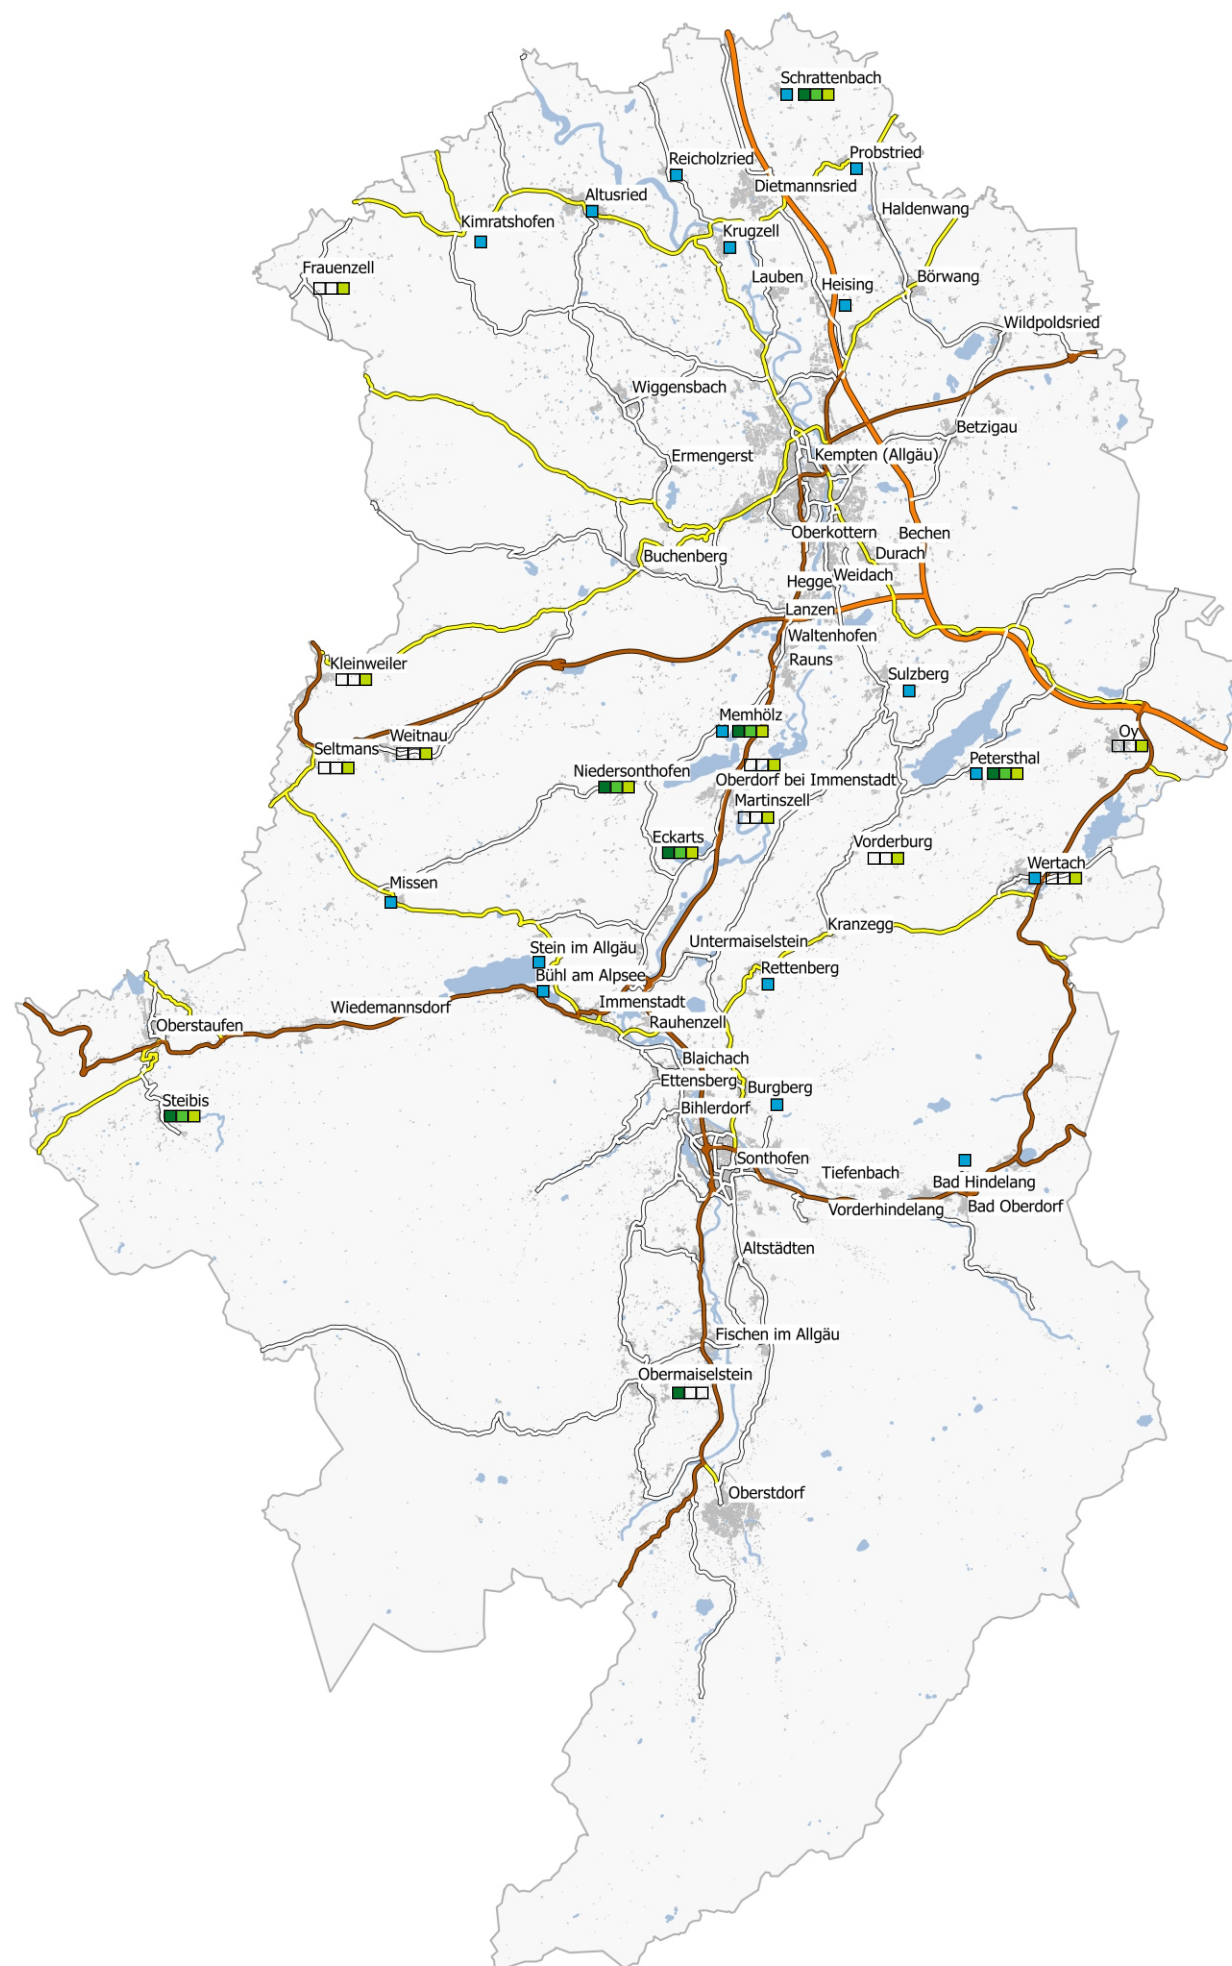 Schrattenbach
Probstried
Reicholzried
Dietmannsried
Altusried
Haldenwang
Kimratshofen
Krugzell
Frauenzell
Lauben
Heising
Börwang
Wildpoldsried
Wiggensbach
Betzigau
Ermengerst
Kempten (Allgäu)
Oberkottern
Bechen
Durach
Buchenberg
Weidach
Hegge
Lanzen
Waltenhofen
Rauns
Kleinweiler
Sulzberg
Memhölz
Oy
Weitnau
Seltmans
Petersthal
Niedersonthofen
Oberdorf bei Immenstadt
Martinszell
Eckarts
Vorderburg
Wertach
Missen
Kranzegg
Untermaiselstein
Stein im Allgäu
Rettenberg
Bühl am Alpsee
Immenstadt
Wiedemannsdorf
Rauhenzell
Oberstaufen
Blaichach
Ettensberg
Burgberg
Steibis
Bihlerdorf
Sonthofen
Tiefenbach
Bad Hindelang
Vorderhindelang
Bad Oberdorf
Altstädten
Fischen im Allgäu
Obermaiselstein
Oberstdorf